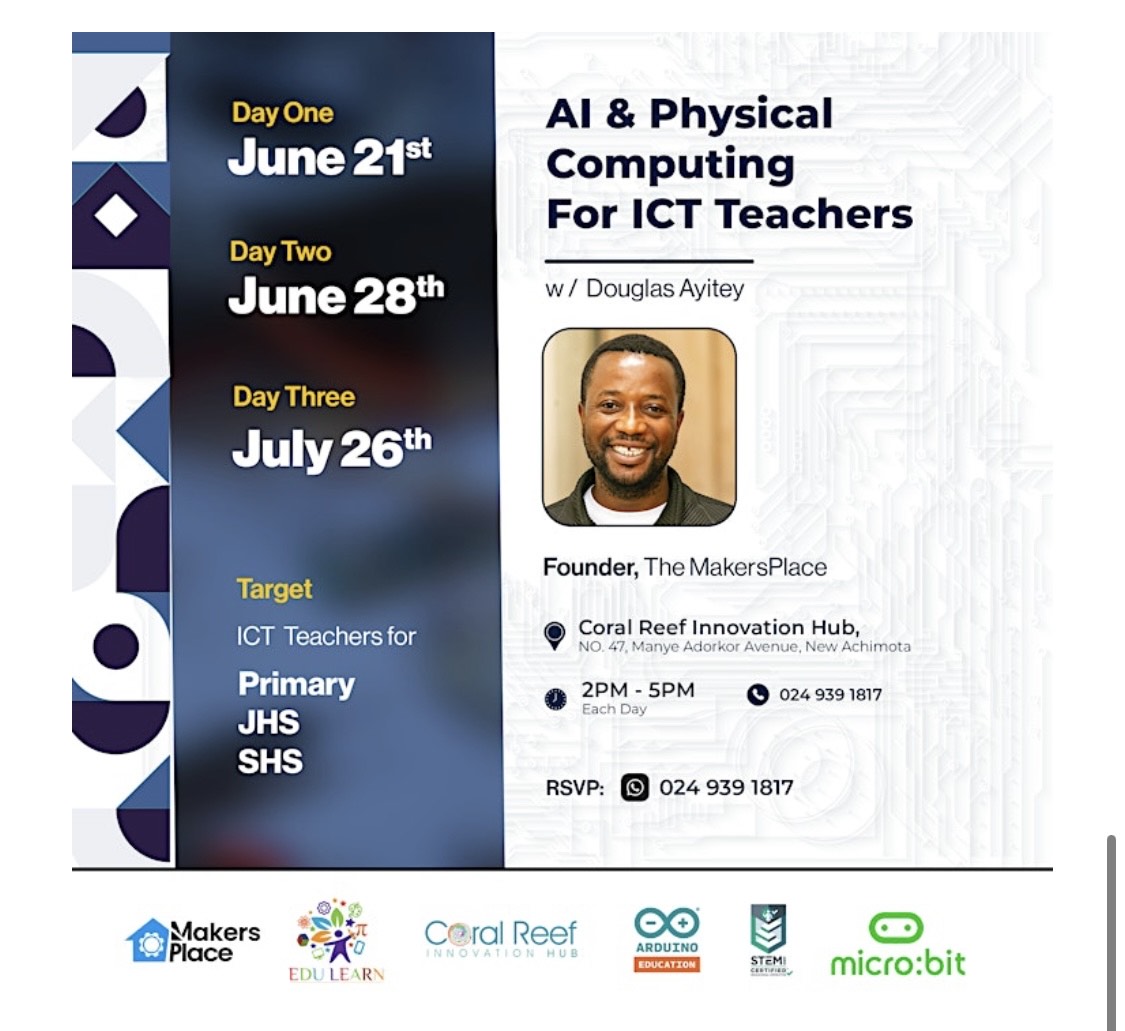 Day One
June 21st
Day Two
June 28th
Day Three
July 26th
Target
ICT Teachers for
Primary
JHS
SHS
AI & Physical
Computing
For ICT Teachers
w/ Douglas Ayitey
Founder, The MakersPlace
Coral Reef Innovation Hub,
NO. 47, Manye Adorkor Avenue, New Achimota
2PM - 5PM
Each Day
024 939 1817
RSVP: 024 939 1817
Makers
Place
EDU LEARN
Coral Reef
INNOVATION HUB
ARDUINO
EDUCATION
STEMI
CERTIFIED
micro:bit